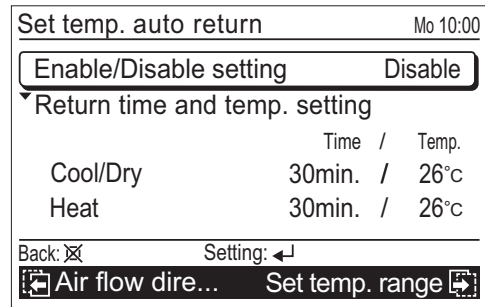 Set temp. auto return Mo 10:00
Enable/Disable setting Disable
Return time and temp. setting
Time / Temp.
Cool/Dry 30min. / 26°C
Heat 30min. / 26°C
Back: Setting:
Air flow dire... Set temp. range